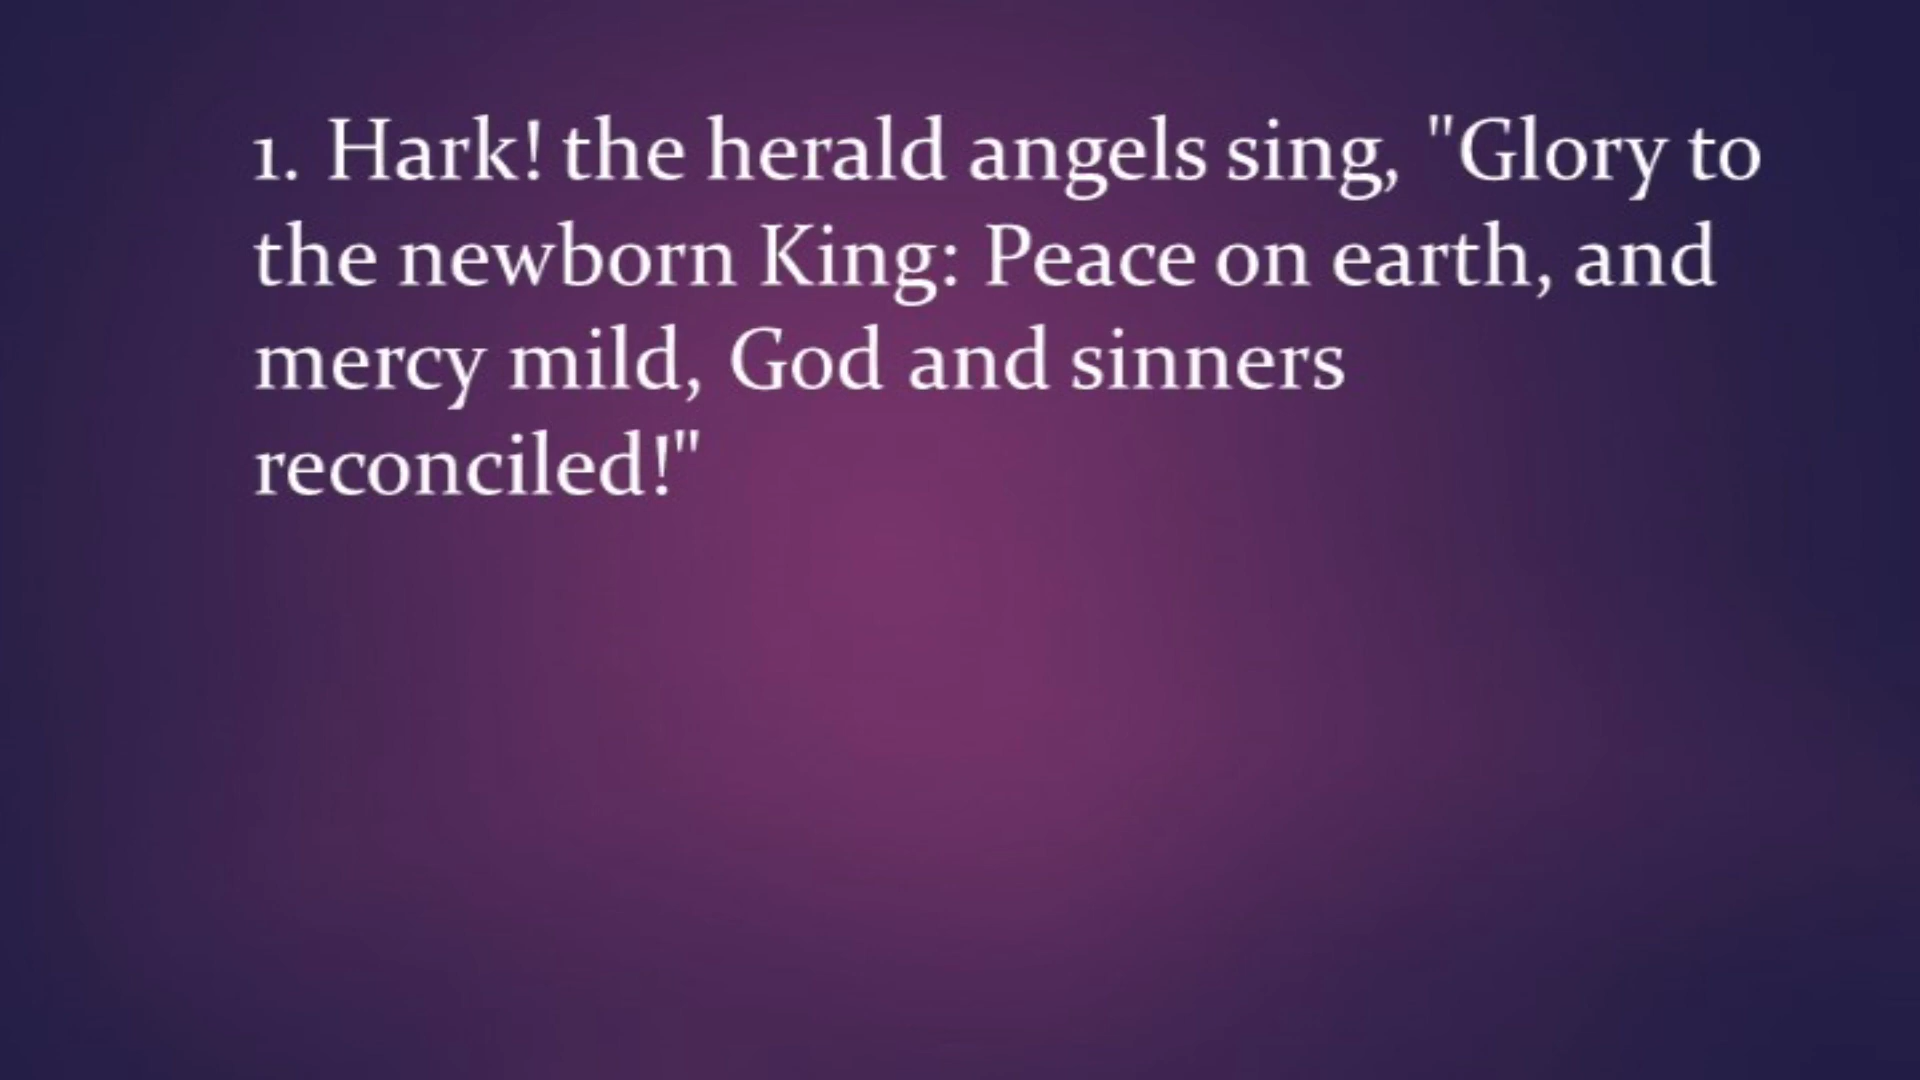 1. Hark! the herald angels sing, "Glory to
the newborn King: Peace on earth, and
mercy mild, God and sinners
reconciled!"